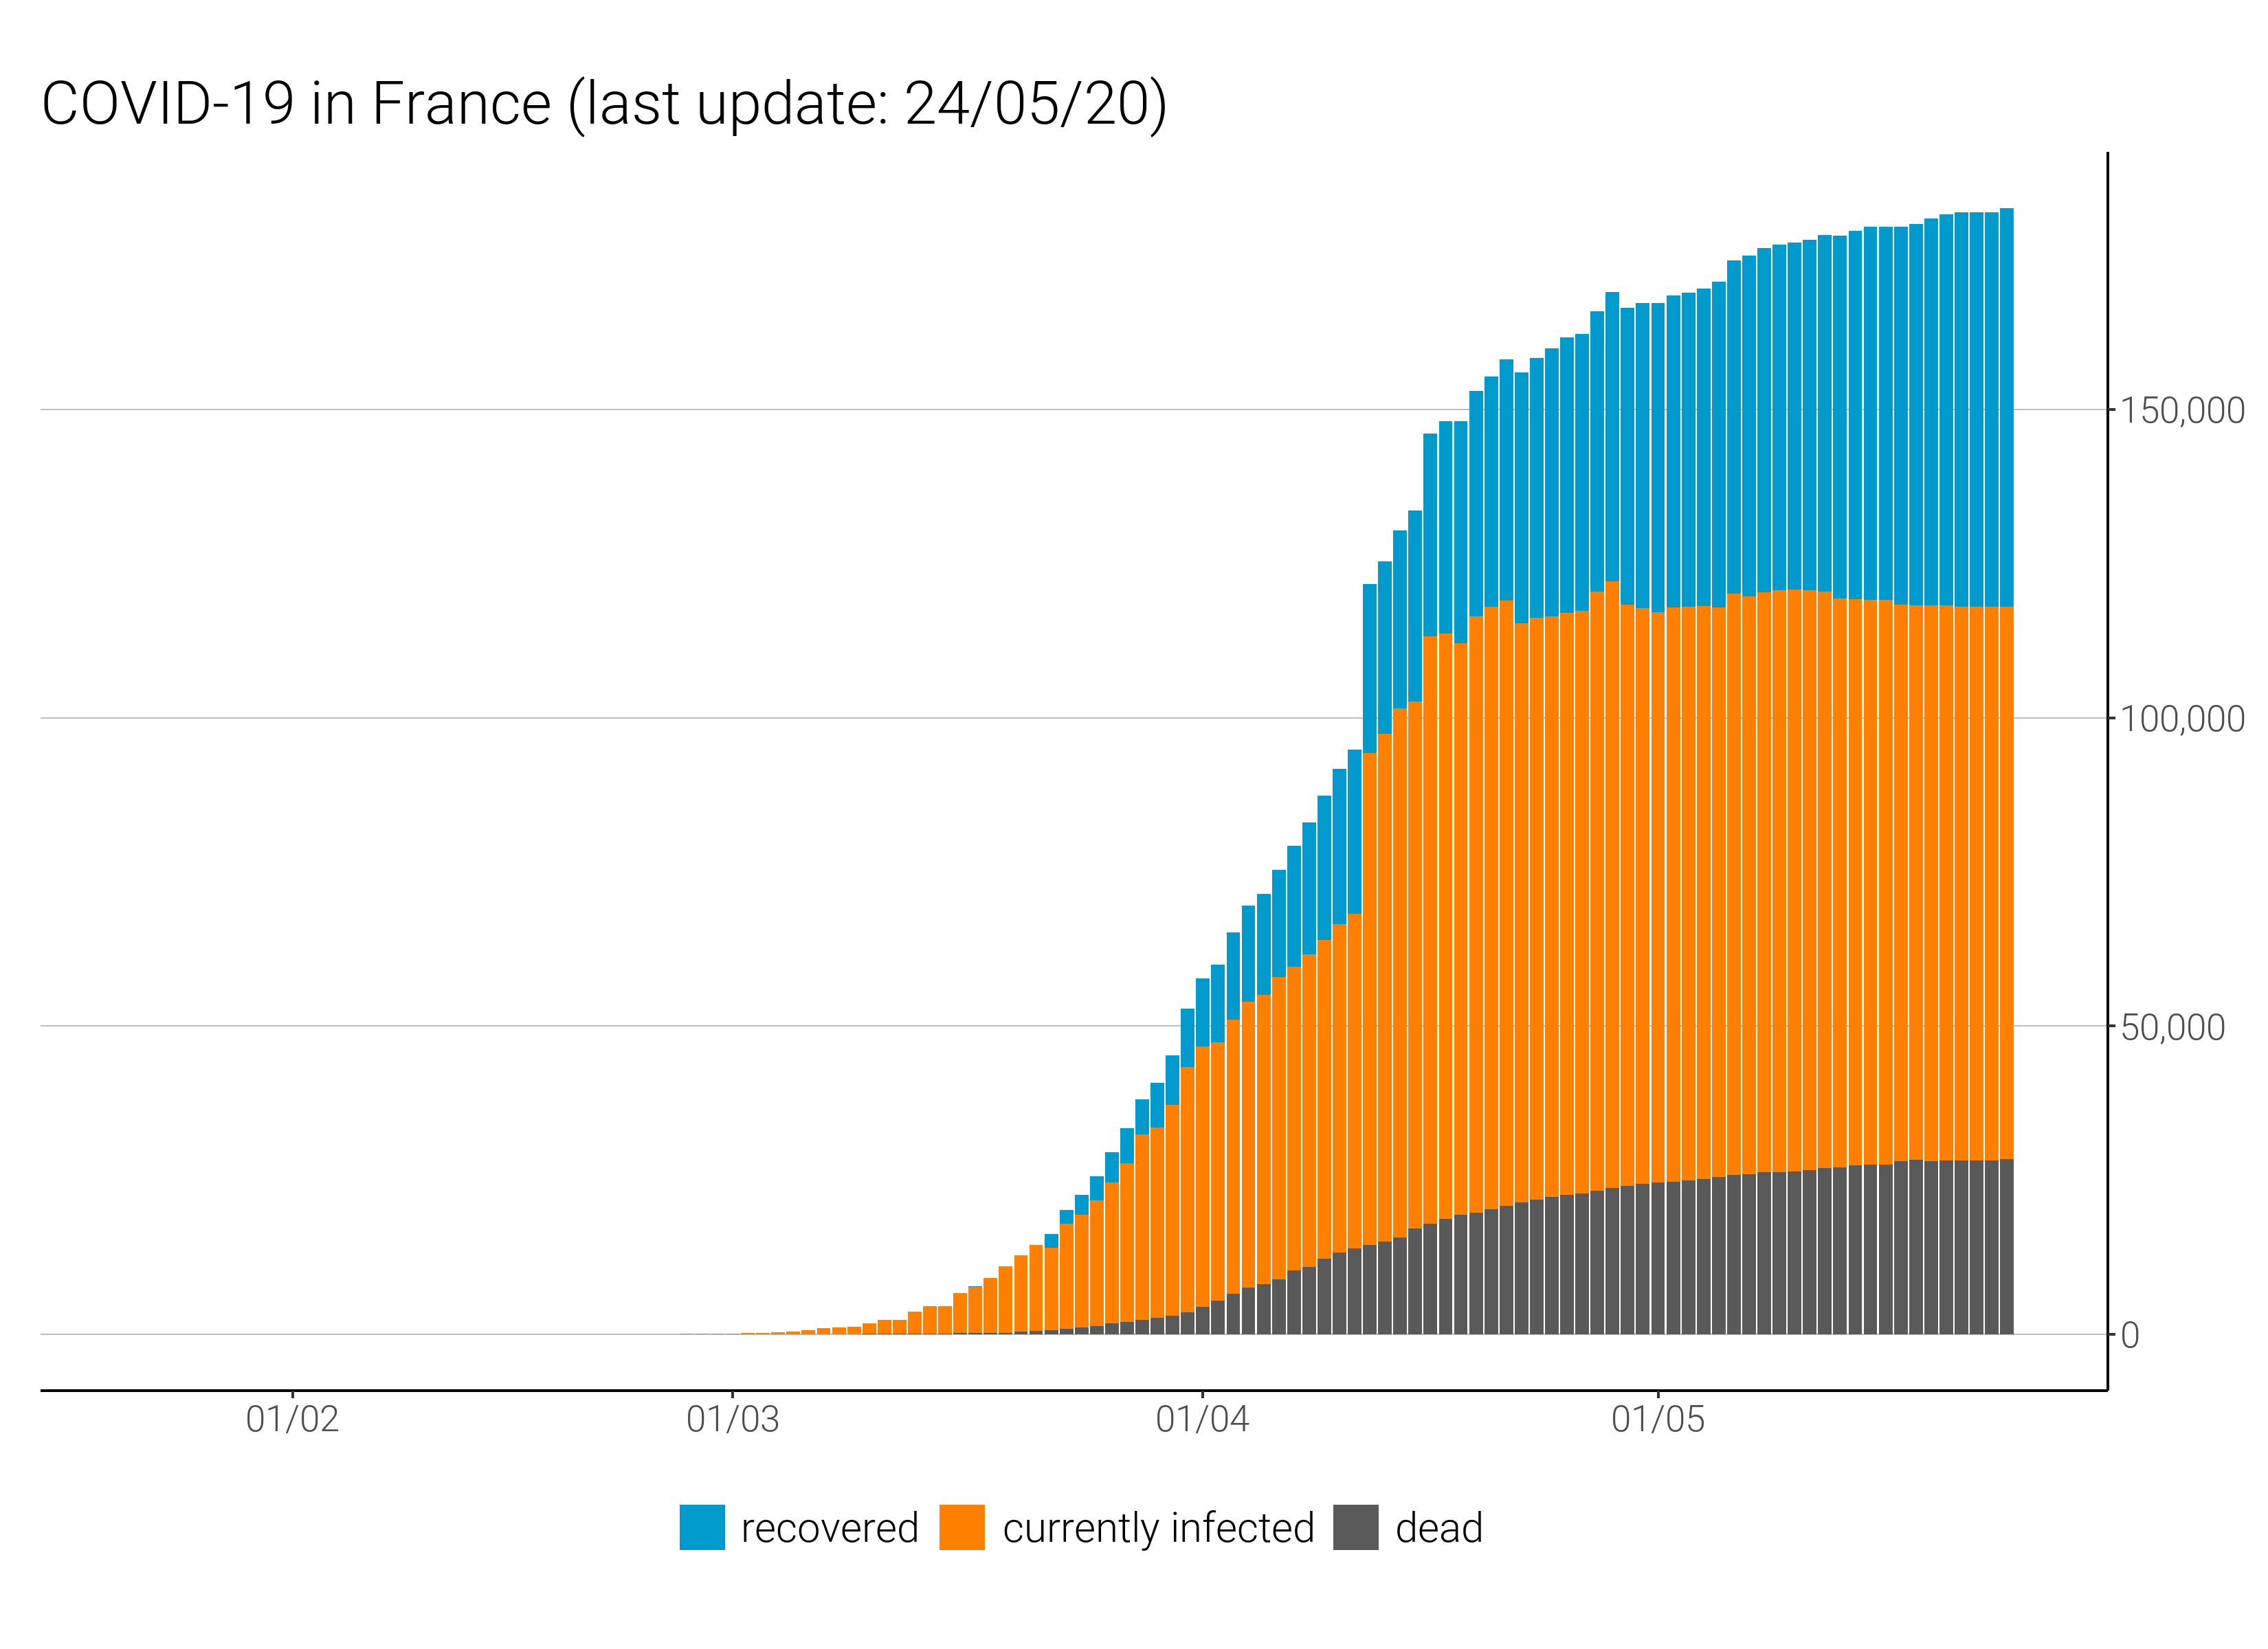 COVID-19 in France (last update: 24/05/20)
150,000
100,000
50,000
0
01/02 01/03 01/04 01/05
recovered currently infected dead